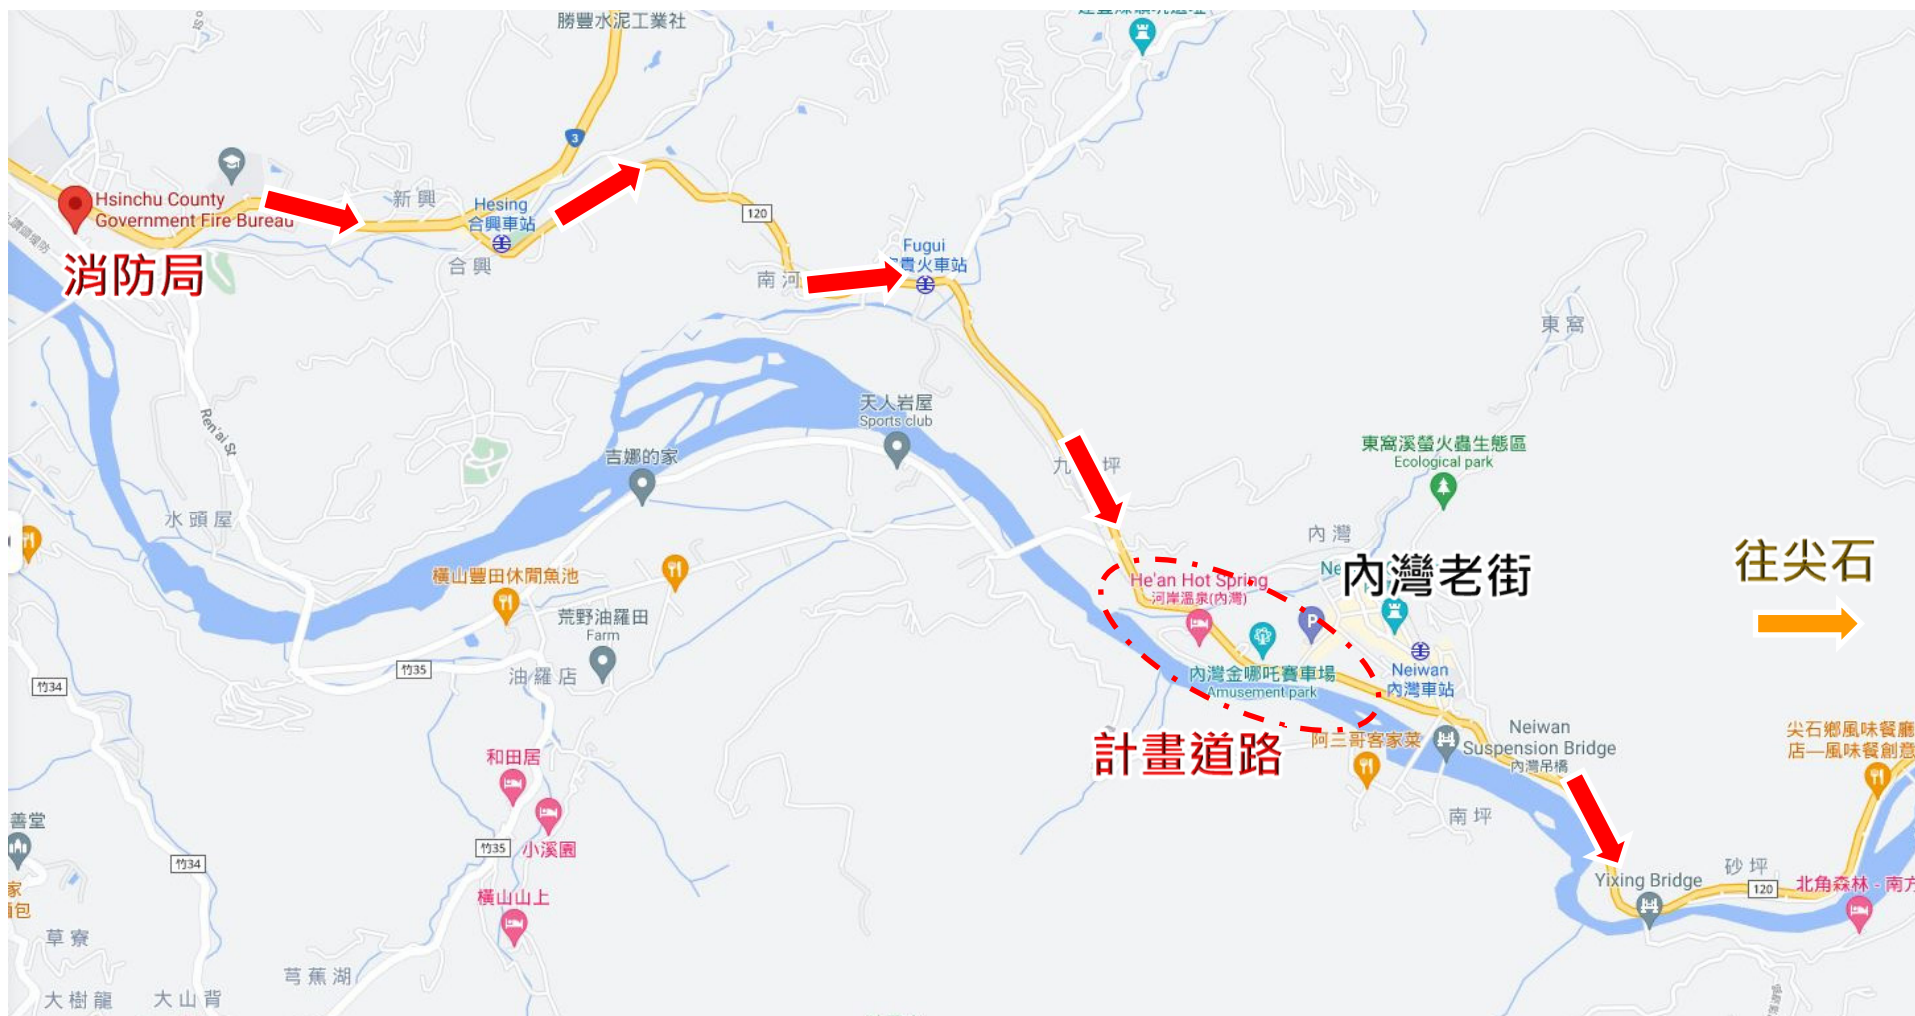 勝豐水泥工業社
3
Hsinchu County
Government Fire Bureau
消防局
新興
Hesing
合興車站
合興
120
南河
Fugui
貴火車站
東窩
天人岩屋
Sports club
Ren'ai St
吉娜的家
九
坪
東窩溪螢火蟲生態區
Ecological park
水頭屋
內灣
內灣老街
往尖石
橫山豐田休閒魚池
He'an Hot Spring
河岸溫泉(內灣)
荒野油羅田
Farm
P
竹35
油羅店
內灣金哪吒賽車場
Amusement park
Neiwan
內灣車站
竹34
計畫道路
阿三哥客家菜
Neiwan
Suspension Bridge
內灣吊橋
尖石鄉風味餐廳
店—風味餐創意
和田居
南坪
善堂
竹35
小溪園
竹34
家
砂坪
Yixing Bridge
120
北角森林 - 南方
橫山山上
包
草寮
芎蕉湖
大樹龍
大山背